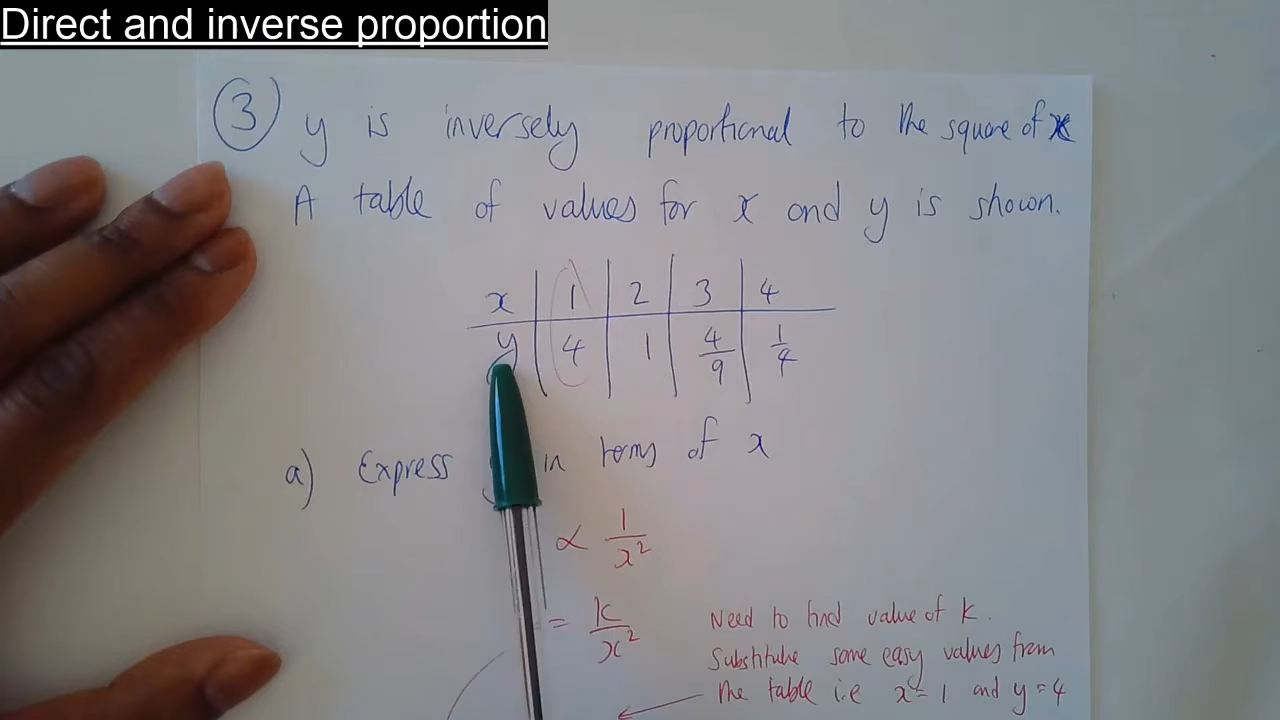 Direct and inverse proportion
③ y is inversely proportional to the square of x
A table of values for x and y is shown.
x | 1 | 2 | 3 | 4
y | 4 | 1 | 4/9 | 1/4
a) Express in terms of x
∝ 1/x²
= k/x²
Need to find value of k.
Substitute some easy values from
the table i.e x = 1 and y = 4